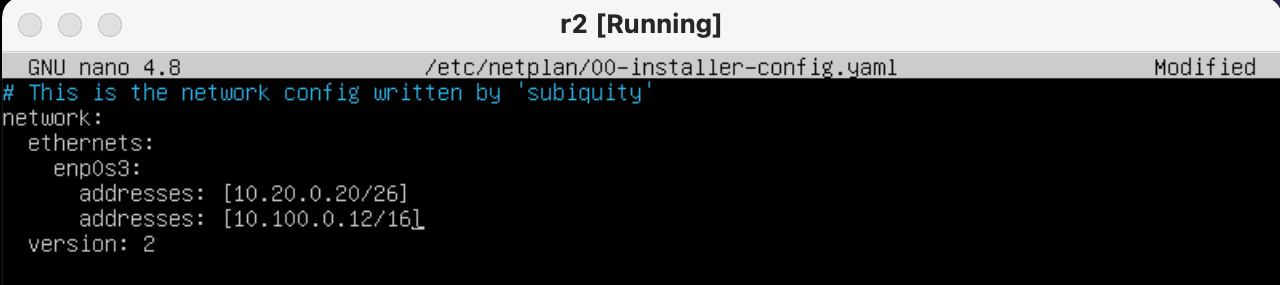 r2 [Running]
GNU nano 4.8 /etc/netplan/00-installer-config.yaml Modified
# This is the network config written by 'subiquity'
network:
  ethernets:
    enp0s3:
      addresses: [10.20.0.20/26]
      addresses: [10.100.0.12/16]
  version: 2